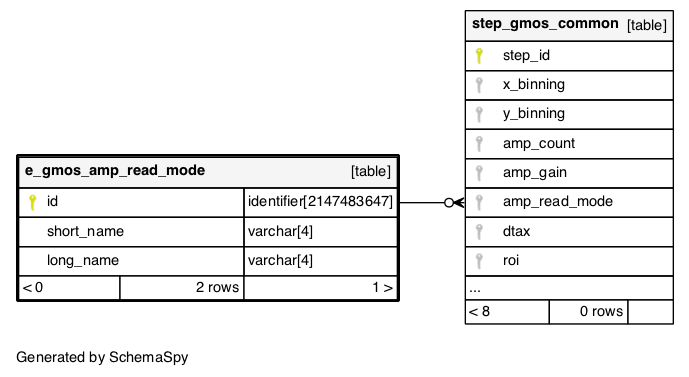 step_gmos_common [table]
step_id
x_binning
y_binning
amp_count
amp_gain
amp_read_mode
dtax
roi
...
< 8 0 rows
e_gmos_amp_read_mode [table]
id identifier[2147483647]
short_name varchar[4]
long_name varchar[4]
< 0 2 rows 1 >
Generated by SchemaSpy